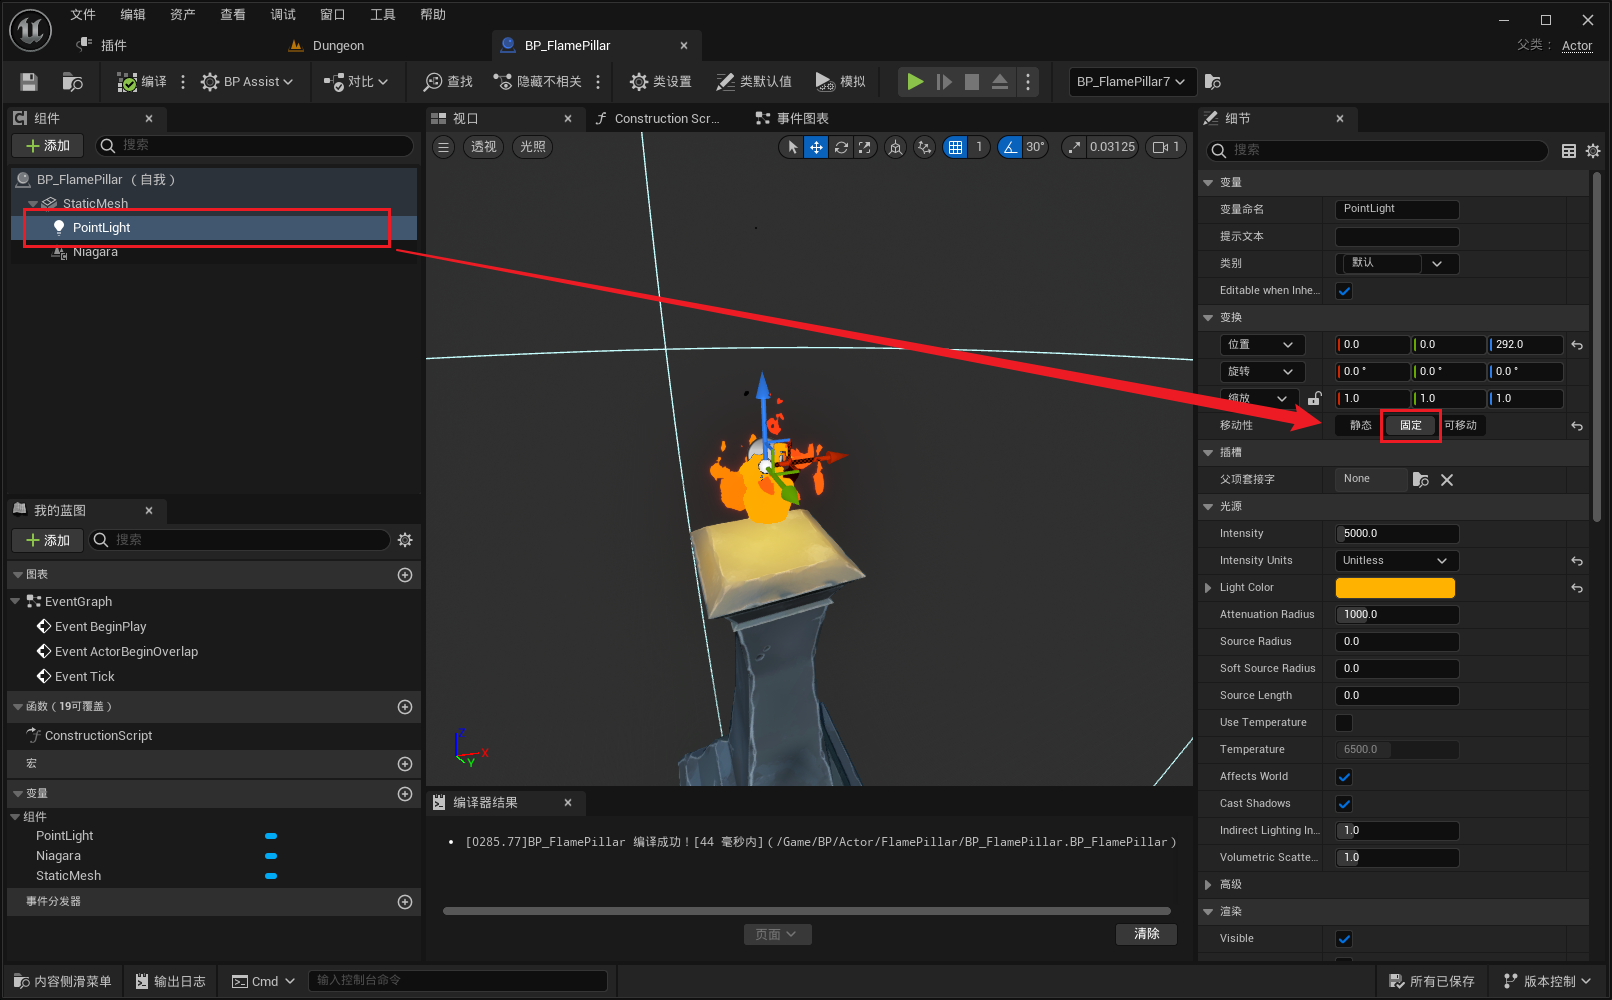 文件 编辑 资产 查看 调试 窗口 工具 帮助
插件 Dungeon BP_FlamePillar 父类： Actor
编译 BP Assist 对比 查找 隐藏不相关 类设置 类默认值 模拟 BP_FlamePillar7
组件
添加 搜索
BP_FlamePillar （自我）
StaticMesh
PointLight
Niagara
我的蓝图
添加 搜索
图表
EventGraph
Event BeginPlay
Event ActorBeginOverlap
Event Tick
函数（19可覆盖）
ConstructionScript
宏
变量
组件
PointLight
Niagara
StaticMesh
事件分发器
视口 Construction Scr... 事件图表
透视 光照 1 30° 0.03125 1
Z
X
Y
编译器结果
[0285.77]BP_FlamePillar 编译成功！[44 毫秒内]（/Game/BP/Actor/FlamePillar/BP_FlamePillar.BP_FlamePillar）
页面 清除
细节
搜索
变量
变量命名 PointLight
提示文本
类别 默认
Editable when Inhe...
变换
位置 0.0 0.0 292.0
旋转 0.0 ° 0.0 ° 0.0 °
缩放 1.0 1.0 1.0
移动性 静态 固定 可移动
插槽
父项套接字 None
光源
Intensity 5000.0
Intensity Units Unitless
Light Color
Attenuation Radius 1000.0
Source Radius 0.0
Soft Source Radius 0.0
Source Length 0.0
Use Temperature
Temperature 6500.0
Affects World
Cast Shadows
Indirect Lighting In... 1.0
Volumetric Scatte... 1.0
高级
渲染
Visible
内容侧滑菜单 输出日志 Cmd 输入控制台命令 所有已保存 版本控制